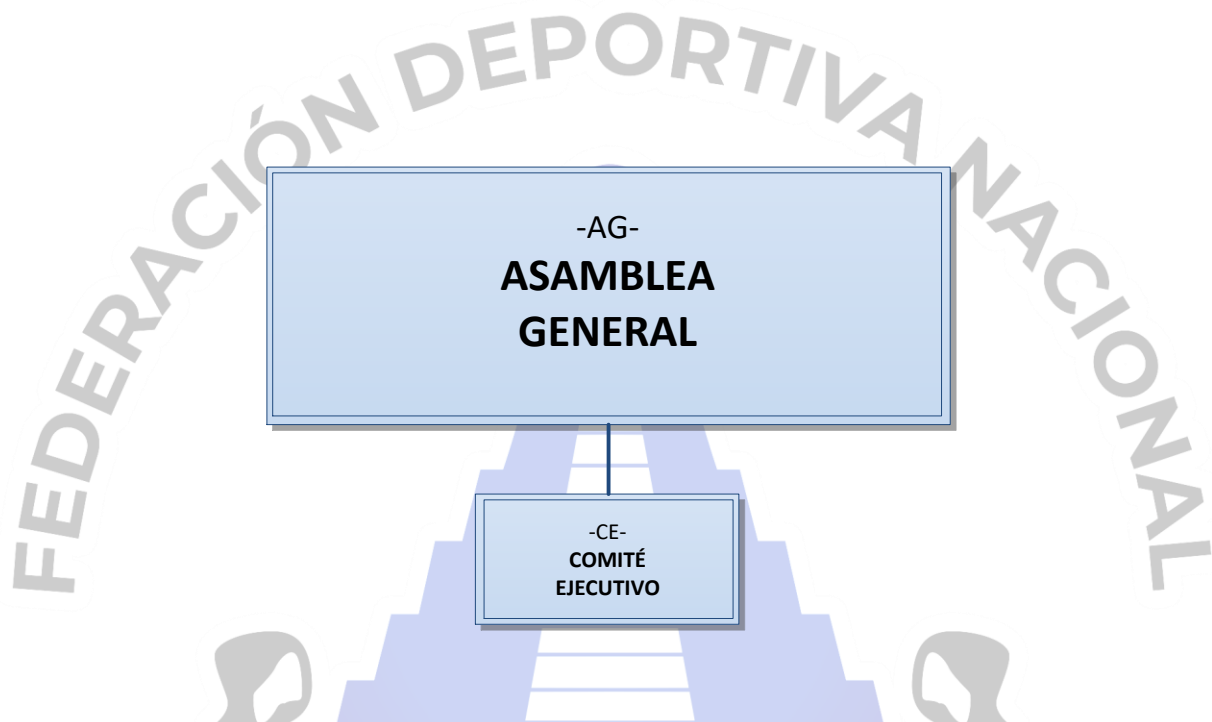 FEDERACIÓN DEPORTIVA NACIONAL
-AG-
ASAMBLEA
GENERAL
-CE-
COMITÉ
EJECUTIVO